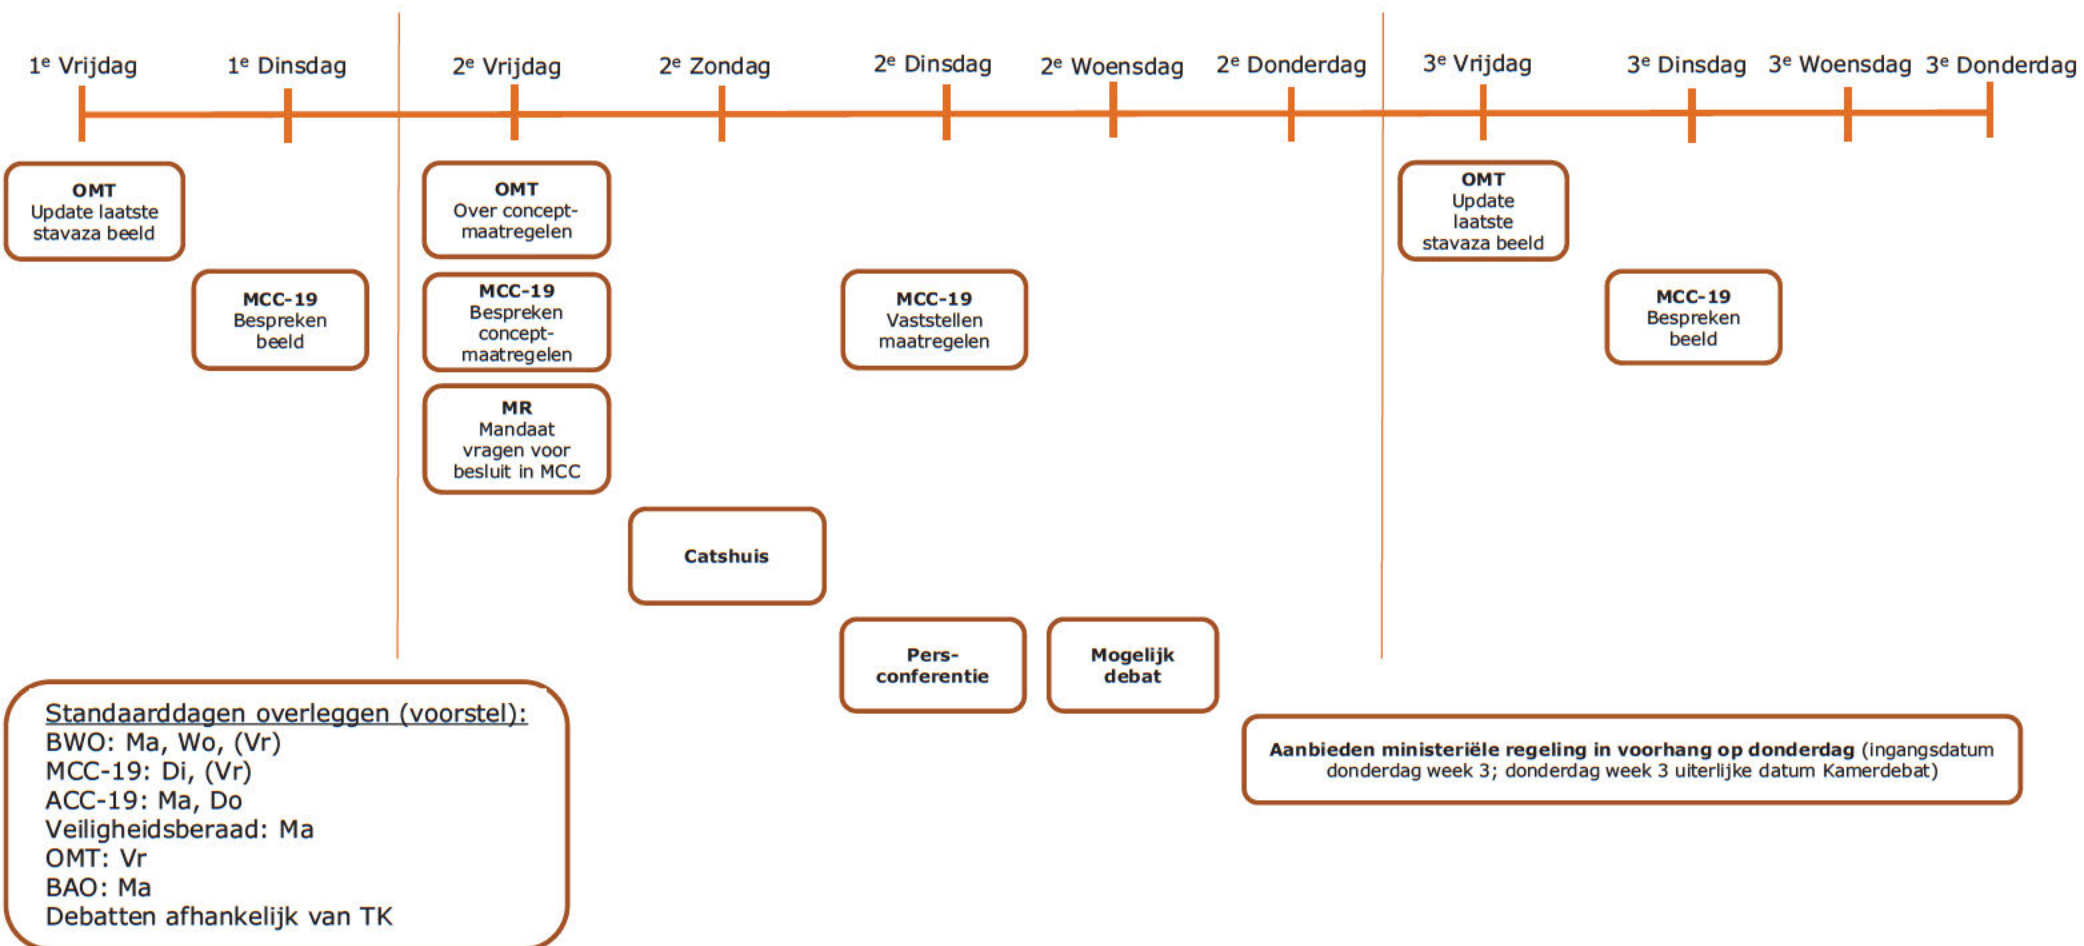 1e Vrijdag
1e Dinsdag
2e Vrijdag
2e Zondag
2e Dinsdag
2e Woensdag
2e Donderdag
3e Vrijdag
3e Dinsdag
3e Woensdag
3e Donderdag
OMT
Update laatste
stavaza beeld
MCC-19
Bespreken
beeld
OMT
Over concept-
maatregelen
MCC-19
Bespreken
concept-
maatregelen
MR
Mandaat
vragen voor
besluit in MCC
Catshuis
MCC-19
Vaststellen
maatregelen
Pers-
conferentie
Mogelijk
debat
OMT
Update
laatste
stavaza beeld
MCC-19
Bespreken
beeld
Aanbieden ministeriële regeling in voorhang op donderdag (ingangsdatum
donderdag week 3; donderdag week 3 uiterlijke datum Kamerdebat)
Standaarddagen overleggen (voorstel):
BWO: Ma, Wo, (Vr)
MCC-19: Di, (Vr)
ACC-19: Ma, Do
Veiligheidsberaad: Ma
OMT: Vr
BAO: Ma
Debatten afhankelijk van TK